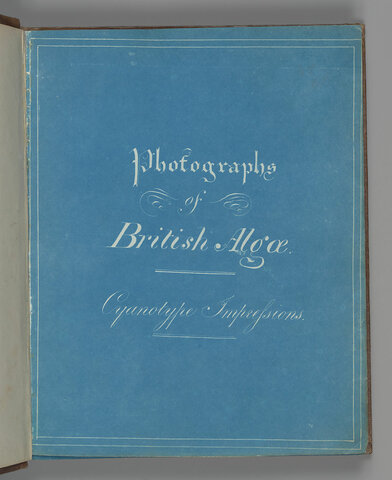 Photographs
of
British Algæ.
Cyanotype Impreſsions.